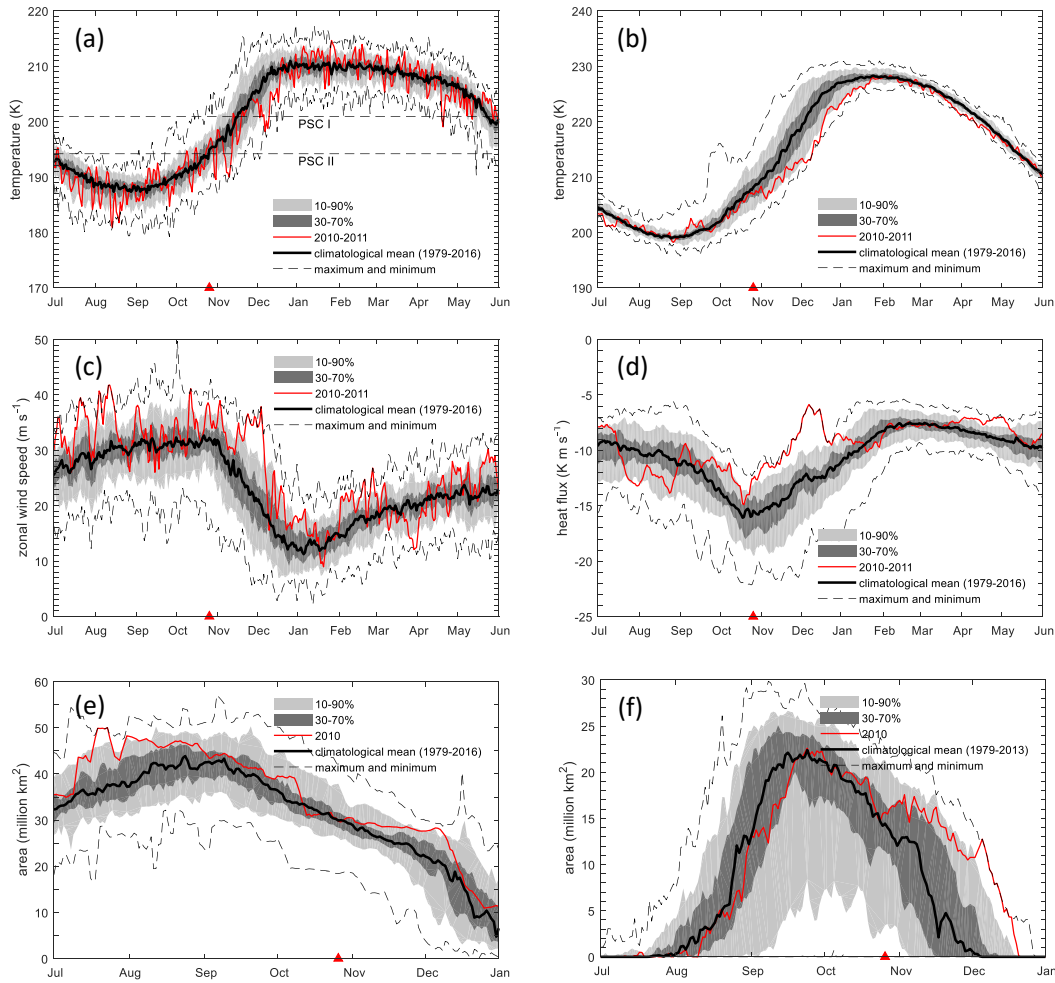 (a)
temperature (K)
220
210
200
190
180
170
PSC I
PSC II
10-90%
30-70%
2010-2011
climatological mean (1979-2016)
maximum and minimum
Jul Aug Sep Oct Nov Dec Jan Feb Mar Apr May Jun
(b)
temperature (K)
240
230
220
210
200
190
10-90%
30-70%
2010-2011
climatological mean (1979-2016)
maximum and minimum
Jul Aug Sep Oct Nov Dec Jan Feb Mar Apr May Jun
(c)
zonal wind speed (m s⁻¹)
50
40
30
20
10
0
10-90%
30-70%
2010-2011
climatological mean (1979-2016)
maximum and minimum
Jul Aug Sep Oct Nov Dec Jan Feb Mar Apr May Jun
(d)
heat flux (K m s⁻¹)
0
-5
-10
-15
-20
-25
10-90%
30-70%
2010-2011
climatological mean (1979-2016)
maximum and minimum
Jul Aug Sep Oct Nov Dec Jan Feb Mar Apr May Jun
(e)
area (million km²)
60
50
40
30
20
10
0
10-90%
30-70%
2010
climatological mean (1979-2016)
maximum and minimum
Jul Aug Sep Oct Nov Dec Jan
(f)
area (million km²)
30
25
20
15
10
5
0
10-90%
30-70%
2010
climatological mean (1979-2013)
maximum and minimum
Jul Aug Sep Oct Nov Dec Jan